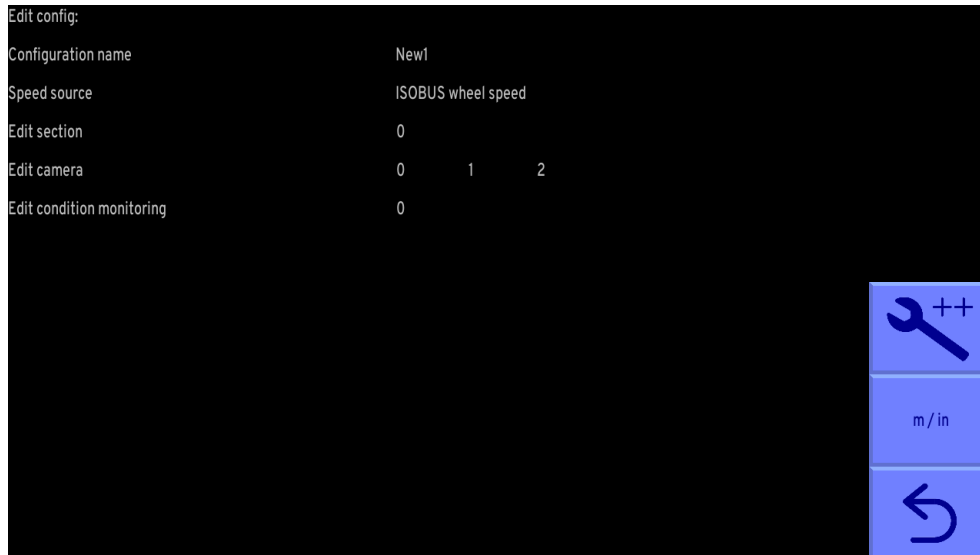 Edit config:
Configuration name New1
Speed source ISOBUS wheel speed
Edit section 0
Edit camera 0 1 2
Edit condition monitoring 0
++
m / in